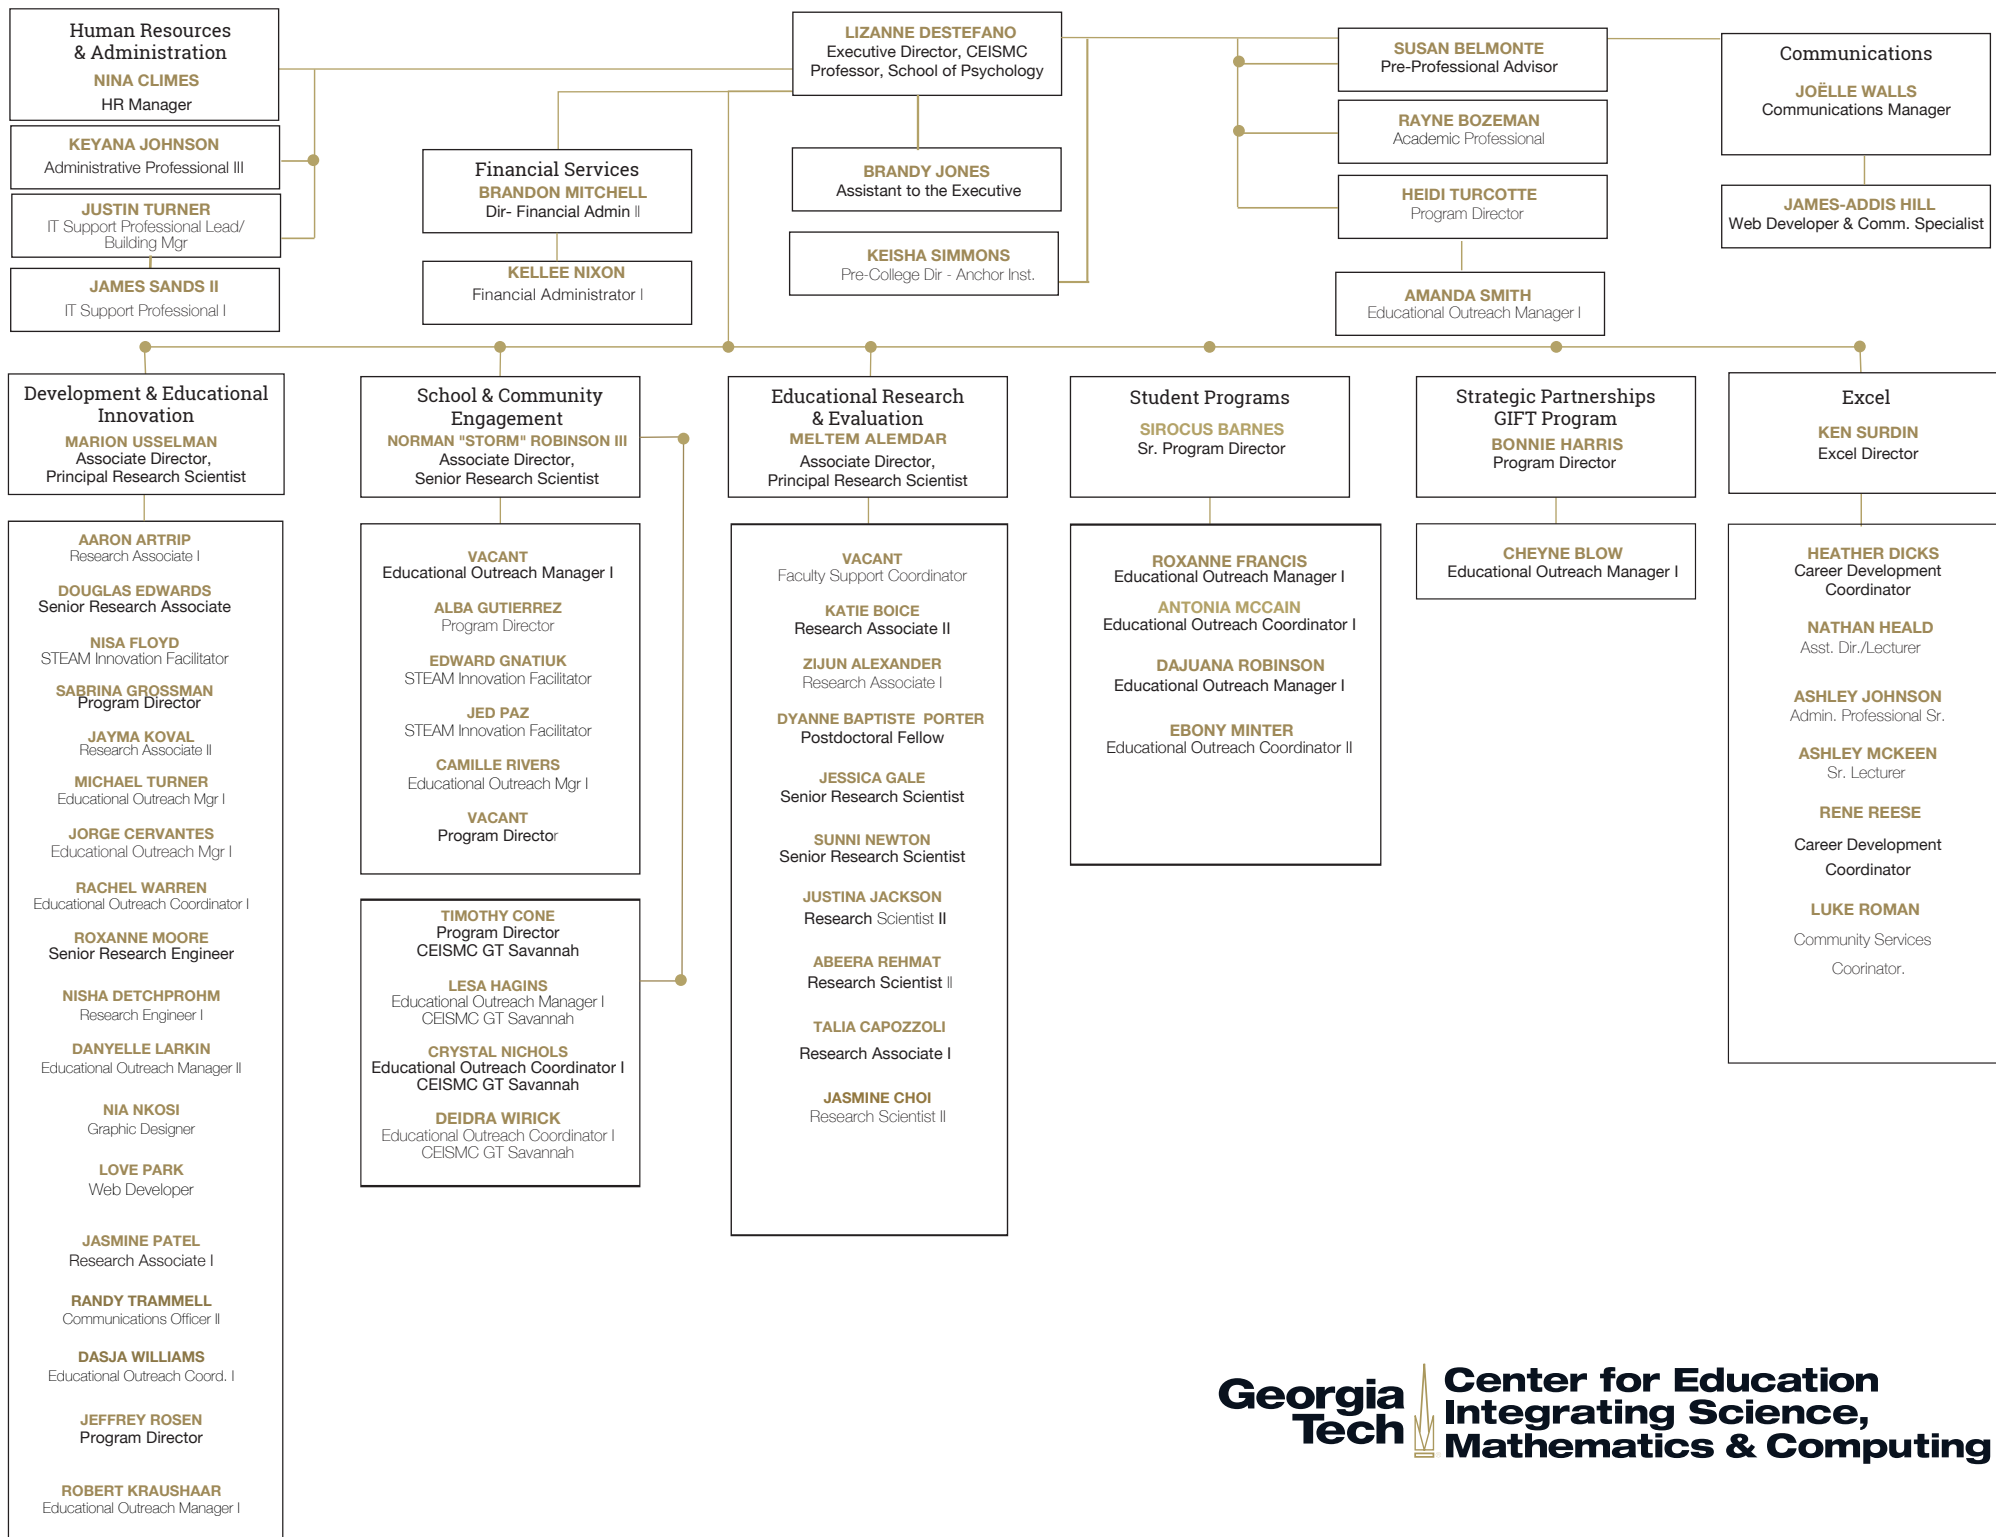 Human Resources
& Administration
NINA CLIMES
HR Manager
KEYANA JOHNSON
Administrative Professional III
JUSTIN TURNER
IT Support Professional Lead/
Building Mgr
JAMES SANDS II
IT Support Professional I
LIZANNE DESTEFANO
Executive Director, CEISMC
Professor, School of Psychology
Financial Services
BRANDON MITCHELL
Dir- Financial Admin II
KELLEE NIXON
Financial Administrator I
BRANDY JONES
Assistant to the Executive
KEISHA SIMMONS
Pre-College Dir - Anchor Inst.
SUSAN BELMONTE
Pre-Professional Advisor
RAYNE BOZEMAN
Academic Professional
HEIDI TURCOTTE
Program Director
AMANDA SMITH
Educational Outreach Manager I
Communications
JOËLLE WALLS
Communications Manager
JAMES-ADDIS HILL
Web Developer & Comm. Specialist
Development & Educational
Innovation
MARION USSELMAN
Associate Director,
Principal Research Scientist
AARON ARTRIP
Research Associate I
DOUGLAS EDWARDS
Senior Research Associate
NISA FLOYD
STEAM Innovation Facilitator
SABRINA GROSSMAN
Program Director
JAYMA KOVAL
Research Associate II
MICHAEL TURNER
Educational Outreach Mgr I
JORGE CERVANTES
Educational Outreach Mgr I
RACHEL WARREN
Educational Outreach Coordinator I
ROXANNE MOORE
Senior Research Engineer
NISHA DETCHPROHM
Research Engineer I
DANYELLE LARKIN
Educational Outreach Manager II
NIA NKOSI
Graphic Designer
LOVE PARK
Web Developer
JASMINE PATEL
Research Associate I
RANDY TRAMMELL
Communications Officer II
DASJA WILLIAMS
Educational Outreach Coord. I
JEFFREY ROSEN
Program Director
ROBERT KRAUSHAAR
Educational Outreach Manager I
School & Community
Engagement
NORMAN "STORM" ROBINSON III
Associate Director,
Senior Research Scientist
VACANT
Educational Outreach Manager I
ALBA GUTIERREZ
Program Director
EDWARD GNATIUK
STEAM Innovation Facilitator
JED PAZ
STEAM Innovation Facilitator
CAMILLE RIVERS
Educational Outreach Mgr I
VACANT
Program Director
TIMOTHY CONE
Program Director
CEISMC GT Savannah
LESA HAGINS
Educational Outreach Manager I
CEISMC GT Savannah
CRYSTAL NICHOLS
Educational Outreach Coordinator I
CEISMC GT Savannah
DEIDRA WIRICK
Educational Outreach Coordinator I
CEISMC GT Savannah
Educational Research
& Evaluation
MELTEM ALEMDAR
Associate Director,
Principal Research Scientist
VACANT
Faculty Support Coordinator
KATIE BOICE
Research Associate II
ZIJUN ALEXANDER
Research Associate I
DYANNE BAPTISTE PORTER
Postdoctoral Fellow
JESSICA GALE
Senior Research Scientist
SUNNI NEWTON
Senior Research Scientist
JUSTINA JACKSON
Research Scientist II
ABEERA REHMAT
Research Scientist II
TALIA CAPOZZOLI
Research Associate I
JASMINE CHOI
Research Scientist II
Student Programs
SIROCUS BARNES
Sr. Program Director
ROXANNE FRANCIS
Educational Outreach Manager I
ANTONIA MCCAIN
Educational Outreach Coordinator I
DAJUANA ROBINSON
Educational Outreach Manager I
EBONY MINTER
Educational Outreach Coordinator II
Strategic Partnerships
GIFT Program
BONNIE HARRIS
Program Director
CHEYNE BLOW
Educational Outreach Manager I
Excel
KEN SURDIN
Excel Director
HEATHER DICKS
Career Development
Coordinator
NATHAN HEALD
Asst. Dir./Lecturer
ASHLEY JOHNSON
Admin. Professional Sr.
ASHLEY MCKEEN
Sr. Lecturer
RENE REESE
Career Development
Coordinator
LUKE ROMAN
Community Services
Coorinator.
Georgia
Tech
Center for Education
Integrating Science,
Mathematics & Computing